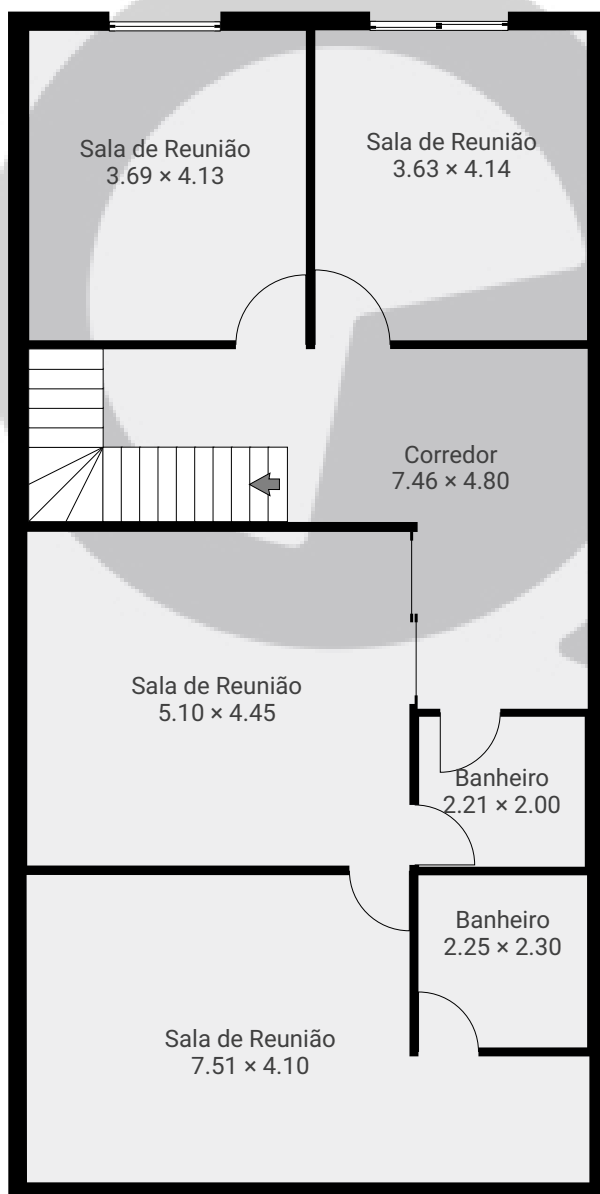 Sala de Reunião
3.69 × 4.13
Sala de Reunião
3.63 × 4.14
Corredor
7.46 × 4.80
Sala de Reunião
5.10 × 4.45
Banheiro
2.21 × 2.00
Banheiro
2.25 × 2.30
Sala de Reunião
7.51 × 4.10